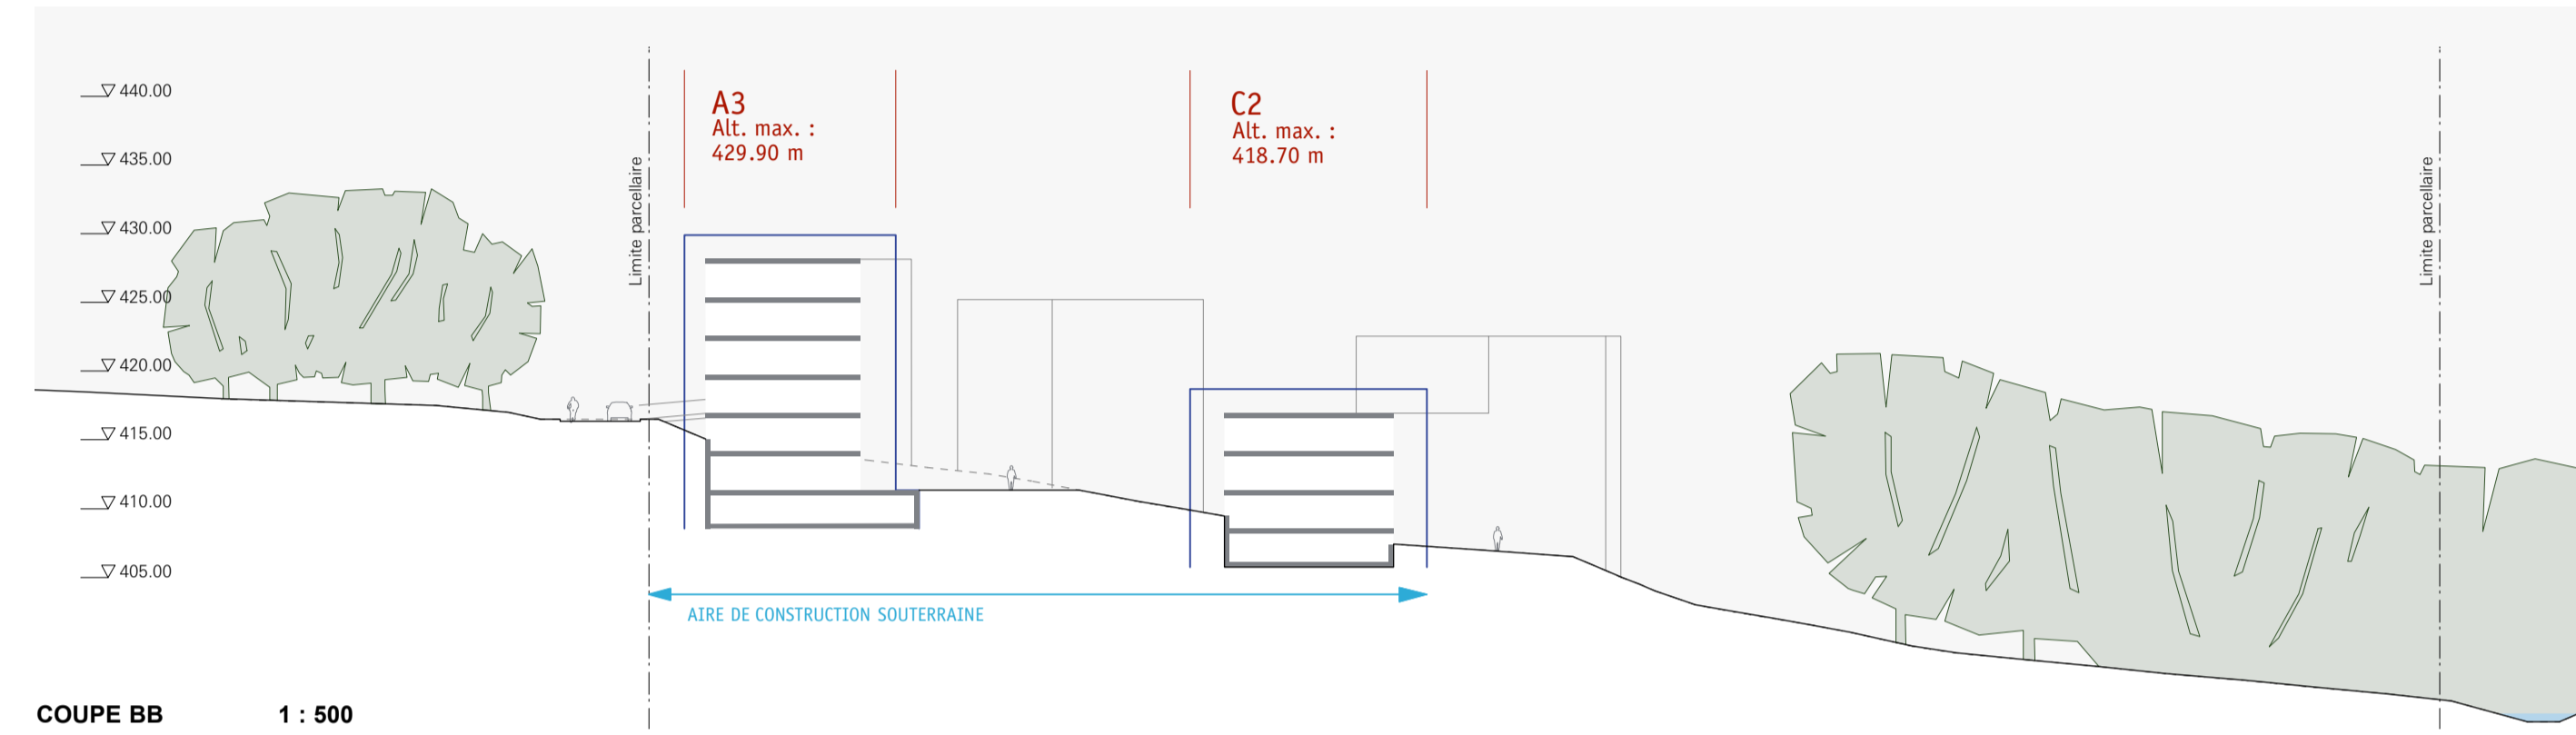 440.00
435.00
430.00
425.00
420.00
415.00
410.00
405.00
Limite parcellaire
A3
Alt. max. :
429.90 m
C2
Alt. max. :
418.70 m
Limite parcellaire
AIRE DE CONSTRUCTION SOUTERRAINE
COUPE BB 1 : 500